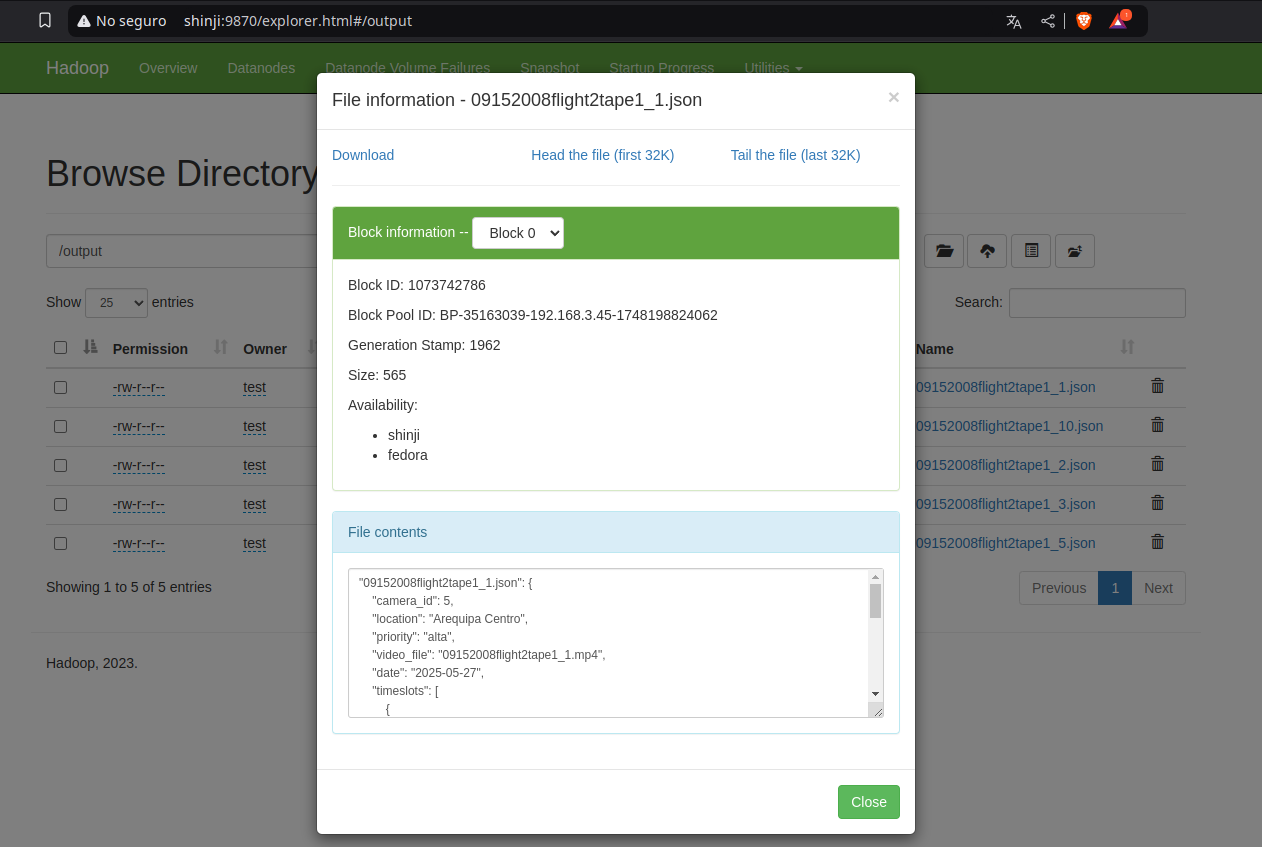 No seguro shinji:9870/explorer.html#/output
Hadoop Overview Datanodes Datanode Volume Failures Snapshot Startup Progress Utilities
File information - 09152008flight2tape1_1.json ×
Download Head the file (first 32K) Tail the file (last 32K)
Block information -- Block 0
Block ID: 1073742786
Block Pool ID: BP-35163039-192.168.3.45-1748198824062
Generation Stamp: 1962
Size: 565
Availability:
shinji
fedora
File contents
"09152008flight2tape1_1.json": {
"camera_id": 5,
"location": "Arequipa Centro",
"priority": "alta",
"video_file": "09152008flight2tape1_1.mp4",
"date": "2025-05-27",
"timeslots": [
{
Close
Browse Directory
/output
Show 25 entries Search:
Permission Owner Name
-rw-r--r-- test 09152008flight2tape1_1.json
-rw-r--r-- test 09152008flight2tape1_10.json
-rw-r--r-- test 09152008flight2tape1_2.json
-rw-r--r-- test 09152008flight2tape1_3.json
-rw-r--r-- test 09152008flight2tape1_5.json
Showing 1 to 5 of 5 entries Previous 1 Next
Hadoop, 2023.